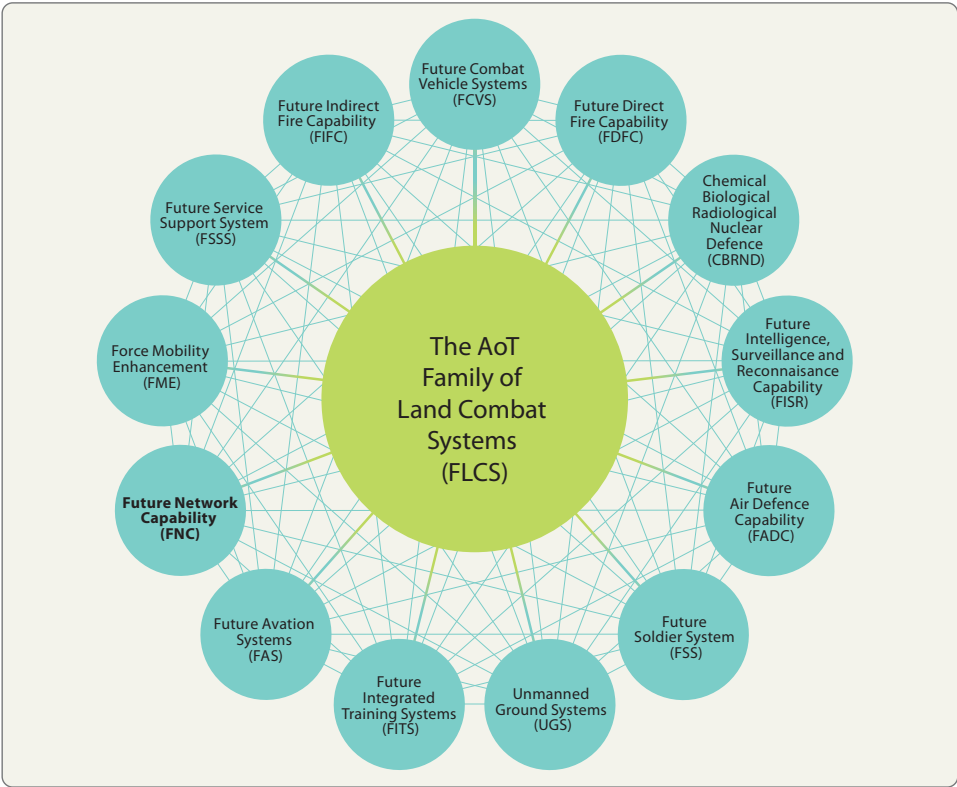 Future Combat
Vehicle Systems
(FCVS)
Future Direct
Fire Capability
(FDFC)
Chemical
Biological
Radiological
Nuclear
Defence
(CBRND)
Future
Intelligence,
Surveillance and
Reconnaisance
Capability
(FISR)
Future
Air Defence
Capability
(FADC)
Future
Soldier System
(FSS)
Unmanned
Ground Systems
(UGS)
Future
Integrated
Training Systems
(FITS)
Future Avation
Systems
(FAS)
Future Network
Capability
(FNC)
Force Mobility
Enhancement
(FME)
Future Service
Support System
(FSSS)
Future Indirect
Fire Capability
(FIFC)
The AoT
Family of
Land Combat
Systems
(FLCS)